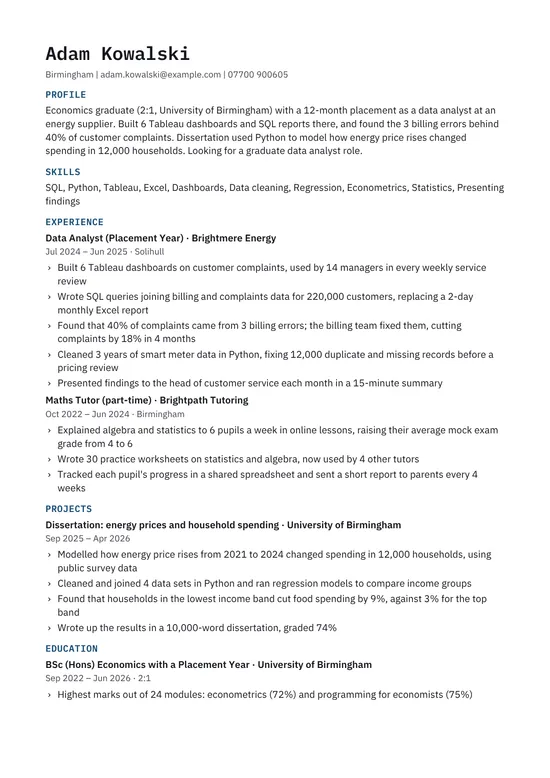 Adam Kowalski
Birmingham | adam.kowalski@example.com | 07700 900605
PROFILE
Economics graduate (2:1, University of Birmingham) with a 12-month placement as a data analyst at an
energy supplier. Built 6 Tableau dashboards and SQL reports there, and found the 3 billing errors behind
40% of customer complaints. Dissertation used Python to model how energy price rises changed
spending in 12,000 households. Looking for a graduate data analyst role.
SKILLS
SQL, Python, Tableau, Excel, Dashboards, Data cleaning, Regression, Econometrics, Statistics, Presenting
findings
EXPERIENCE
Data Analyst (Placement Year) · Brightmere Energy
Jul 2024 – Jun 2025 · Solihull
› Built 6 Tableau dashboards on customer complaints, used by 14 managers in every weekly service
review
› Wrote SQL queries joining billing and complaints data for 220,000 customers, replacing a 2-day
monthly Excel report
› Found that 40% of complaints came from 3 billing errors; the billing team fixed them, cutting
complaints by 18% in 4 months
› Cleaned 3 years of smart meter data in Python, fixing 12,000 duplicate and missing records before a
pricing review
› Presented findings to the head of customer service each month in a 15-minute summary
Maths Tutor (part-time) · Brightpath Tutoring
Oct 2022 – Jun 2024 · Birmingham
› Explained algebra and statistics to 6 pupils a week in online lessons, raising their average mock exam
grade from 4 to 6
› Wrote 30 practice worksheets on statistics and algebra, now used by 4 other tutors
› Tracked each pupil's progress in a shared spreadsheet and sent a short report to parents every 4
weeks
PROJECTS
Dissertation: energy prices and household spending · University of Birmingham
Sep 2025 – Apr 2026
› Modelled how energy price rises from 2021 to 2024 changed spending in 12,000 households, using
public survey data
› Cleaned and joined 4 data sets in Python and ran regression models to compare income groups
› Found that households in the lowest income band cut food spending by 9%, against 3% for the top
band
› Wrote up the results in a 10,000-word dissertation, graded 74%
EDUCATION
BSc (Hons) Economics with a Placement Year · University of Birmingham
Sep 2022 – Jun 2026 · 2:1
› Highest marks out of 24 modules: econometrics (72%) and programming for economists (75%)